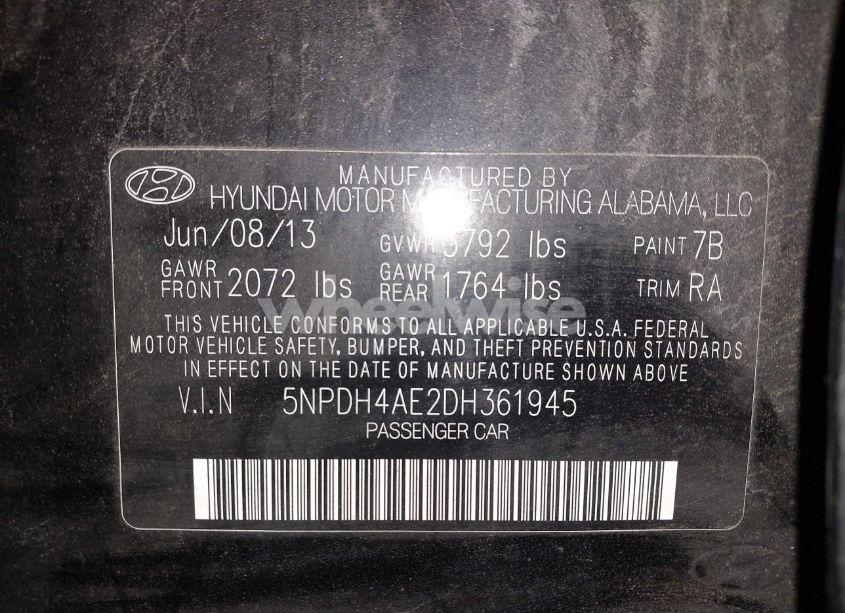 MANUFACTURED BY
HYUNDAI MOTOR MANUFACTURING ALABAMA, LLC
Jun/08/13 GVWR 3792 lbs PAINT 7B
GAWR FRONT 2072 lbs GAWR REAR 1764 lbs TRIM RA
wheelwise
THIS VEHICLE CONFORMS TO ALL APPLICABLE U.S.A. FEDERAL
MOTOR VEHICLE SAFETY, BUMPER, AND THEFT PREVENTION STANDARDS
IN EFFECT ON THE DATE OF MANUFACTURE SHOWN ABOVE
V.I.N 5NPDH4AE2DH361945
PASSENGER CAR